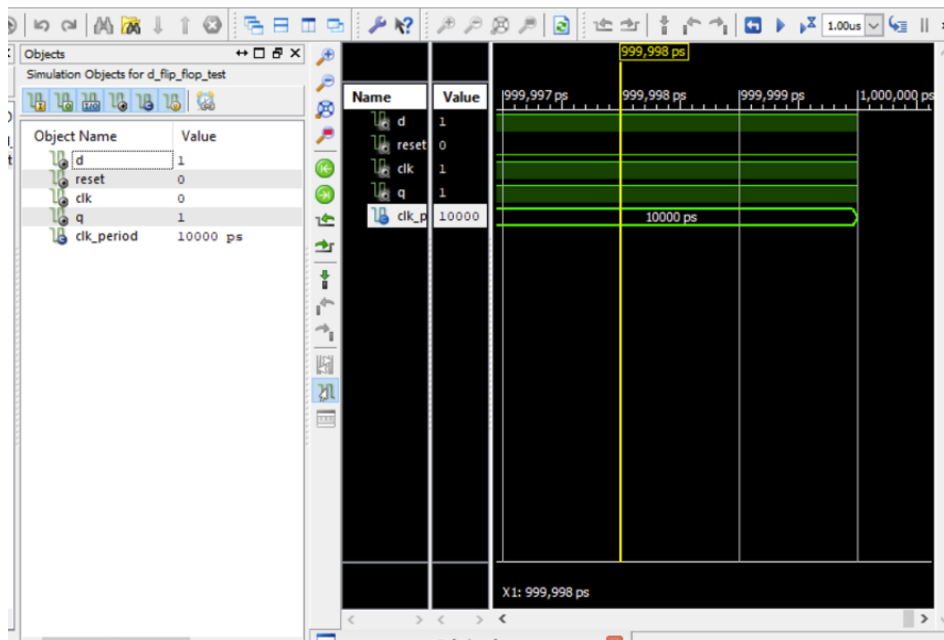 1.00us
Objects
Simulation Objects for d_flip_flop_test
Object Name Value
d 1
reset 0
clk 0
q 1
clk_period 10000 ps
Name Value
d 1
reset 0
clk 1
q 1
clk_p 10000
999,998 ps
999,997 ps 999,998 ps 999,999 ps 1,000,000 ps
10000 ps
X1: 999,998 ps